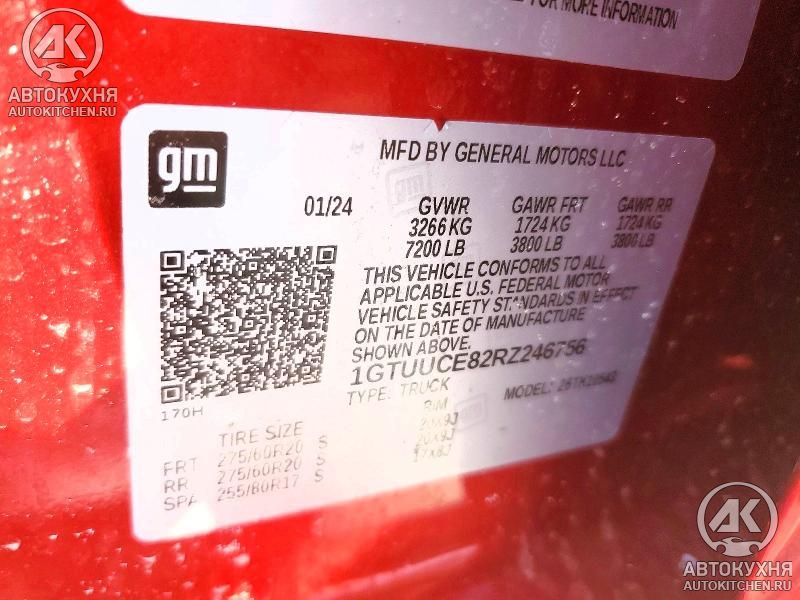 E FOR MORE INFORMATION
АК
АВТОКУХНЯ
AUTOKITCHEN.RU
gm
MFD BY GENERAL MOTORS LLC
01/24 GVWR GAWR FRT GAWR RR
3266 KG 1724 KG 1724 KG
7200 LB 3800 LB 3800 LB
THIS VEHICLE CONFORMS TO ALL
APPLICABLE U.S. FEDERAL MOTOR
VEHICLE SAFETY STANDARDS IN EFFECT
ON THE DATE OF MANUFACTURE
SHOWN ABOVE.
1GTUUCE82RZ246756
TYPE: TRUCK MODEL:
170H
TIRE SIZE RIM
FRT 275/60R20 S 20x9J
RR 275/60R20 S 20x9J
SPA 255/80R17 S 17x8J
АК
АВТОКУХНЯ
AUTOKITCHEN.RU